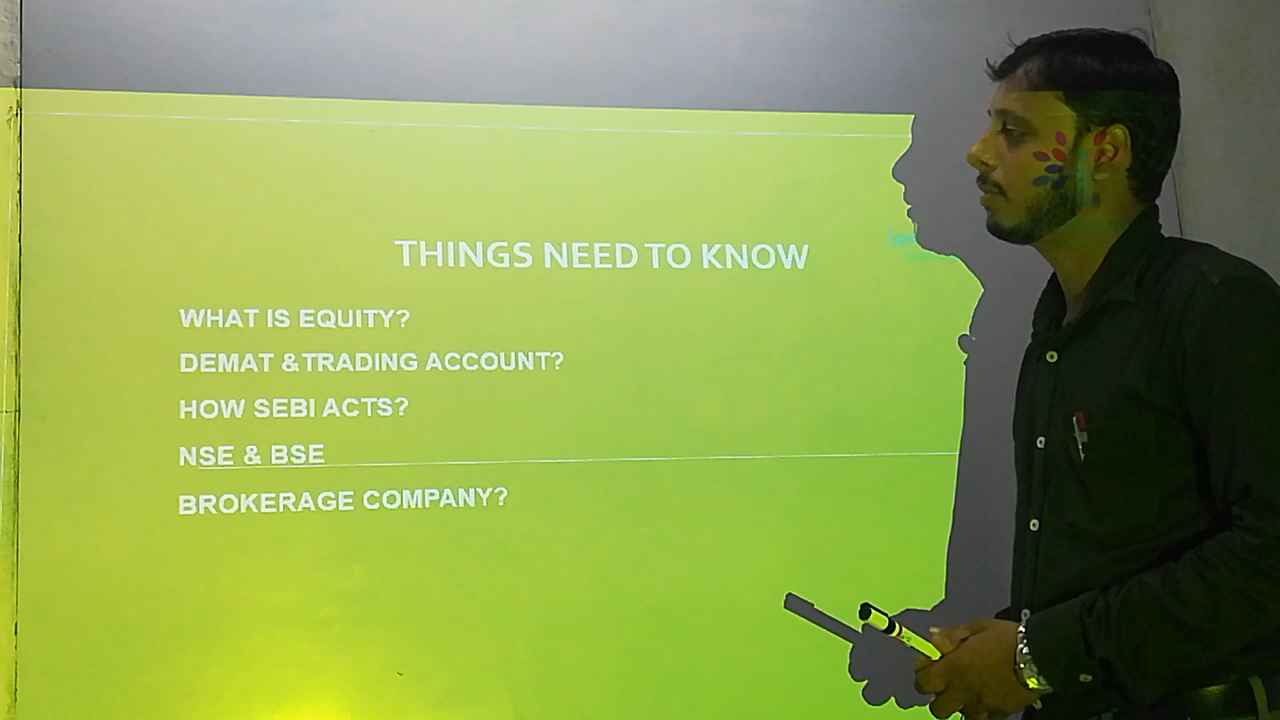 THINGS NEED TO KNOW
WHAT IS EQUITY?
DEMAT &TRADING ACCOUNT?
HOW SEBI ACTS?
NSE & BSE
BROKERAGE COMPANY?